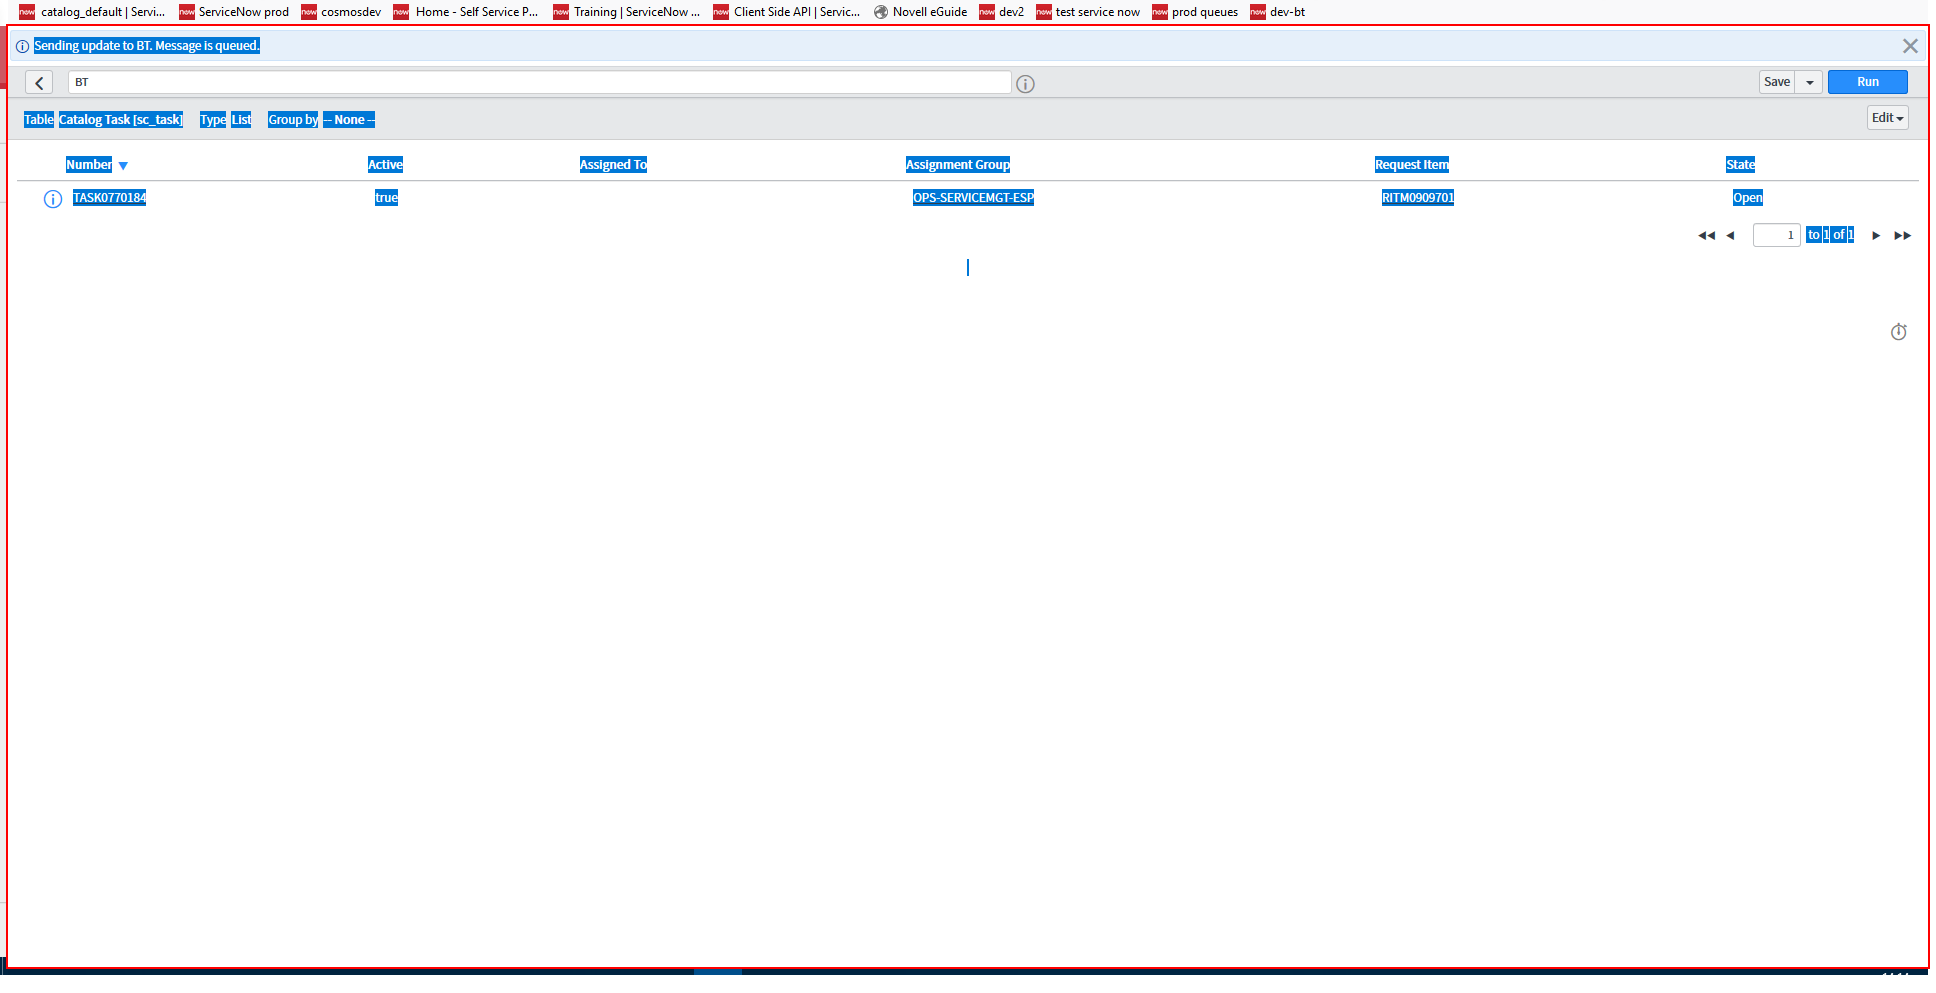 now catalog_default | Servi... now ServiceNow prod now cosmosdev now Home - Self Service P... now Training | ServiceNow ... now Client Side API | Servic... Novell eGuide now dev2 now test service now now prod queues now dev-bt
Sending update to BT. Message is queued.
BT Save Run
Table Catalog Task [sc_task] Type List Group by -- None -- Edit
Number Active Assigned To Assignment Group Request Item State
TASK0770184 true OPS-SERVICEMGT-ESP RITM0909701 Open
1 to 1 of 1